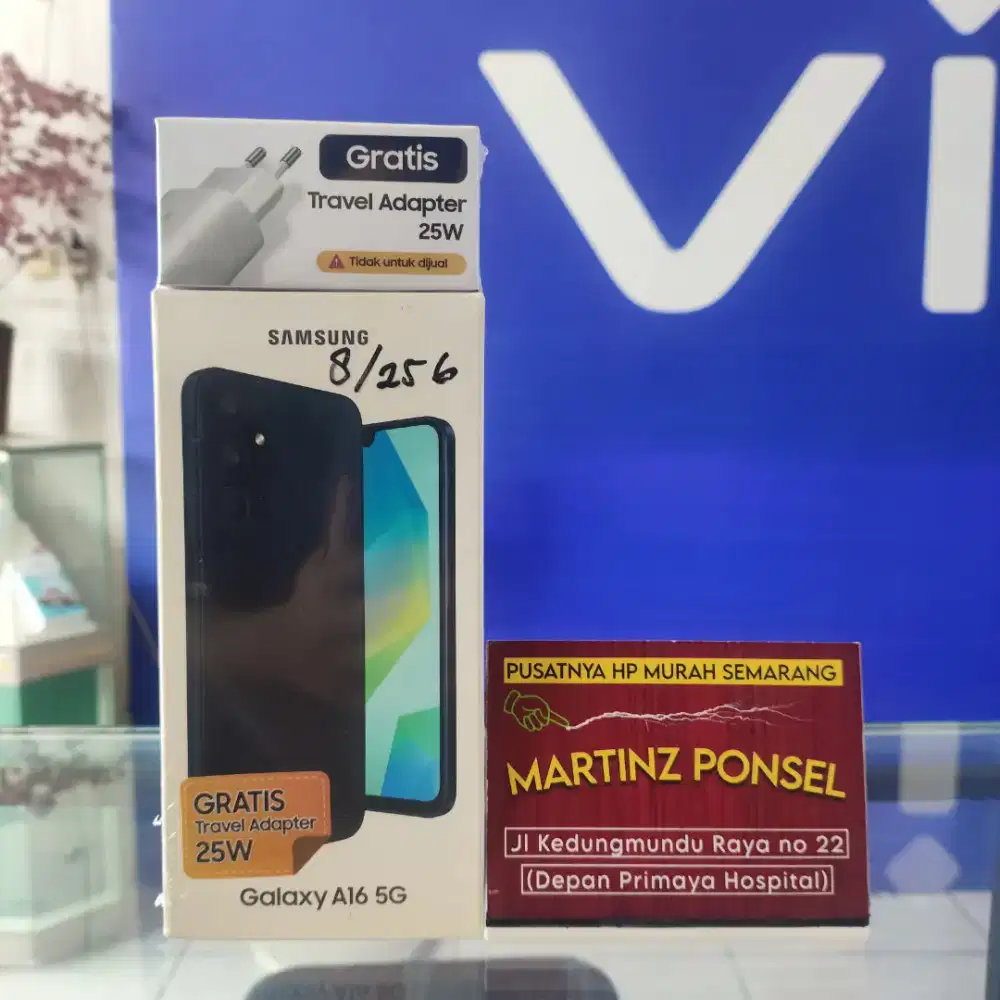 Gratis
Travel Adapter
25W
Tidak untuk dijual
SAMSUNG
8/256
GRATIS
Travel Adapter
25W
Galaxy A16 5G
Vi
PUSATNYA HP MURAH SEMARANG
MARTINZ PONSEL
Jl Kedungmundu Raya no 22
(Depan Primaya Hospital)